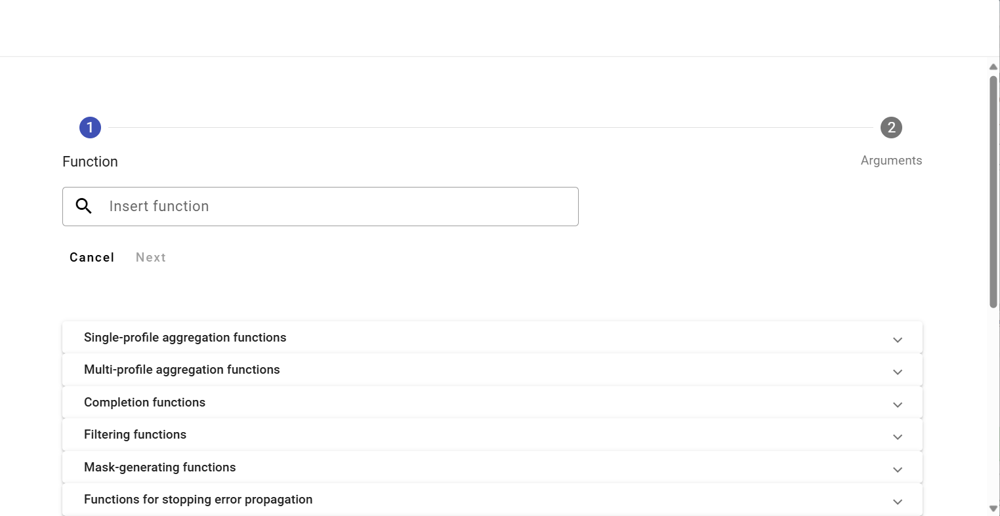 1
2
Function
Arguments
Insert function
Cancel Next
Single-profile aggregation functions
Multi-profile aggregation functions
Completion functions
Filtering functions
Mask-generating functions
Functions for stopping error propagation